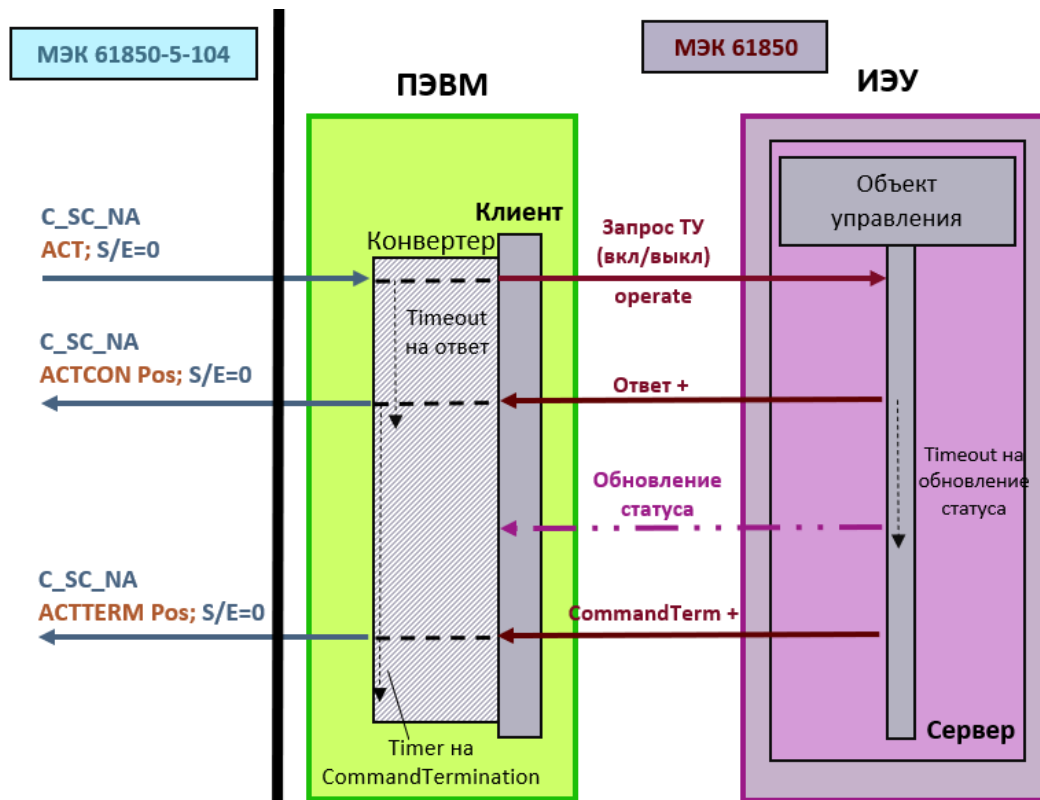 МЭК 61850-5-104
МЭК 61850
ПЭВМ
ИЭУ
C_SC_NA
ACT; S/E=0
Клиент
Конвертер
Запрос ТУ
(вкл/выкл)
operate
Объект
управления
Timeout
на ответ
C_SC_NA
ACTCON Pos; S/E=0
Ответ +
Timeout на
обновление
статуса
Обновление
статуса
C_SC_NA
ACTTERM Pos; S/E=0
CommandTerm +
Сервер
Timer на
CommandTermination